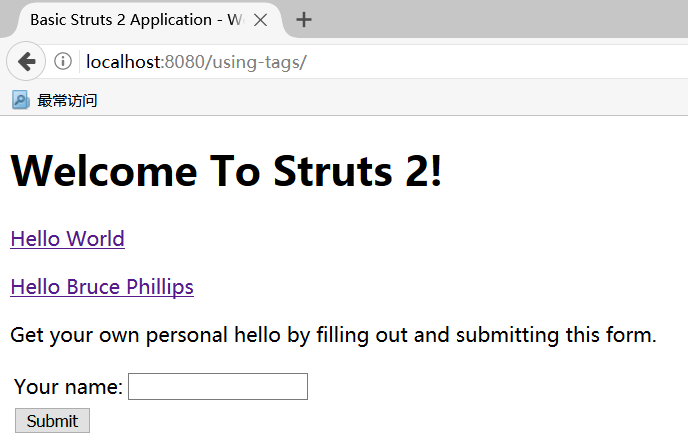 Basic Struts 2 Application - W
localhost:8080/using-tags/
最常访问
Welcome To Struts 2!
Hello World
Hello Bruce Phillips
Get your own personal hello by filling out and submitting this form.
Your name:
Submit